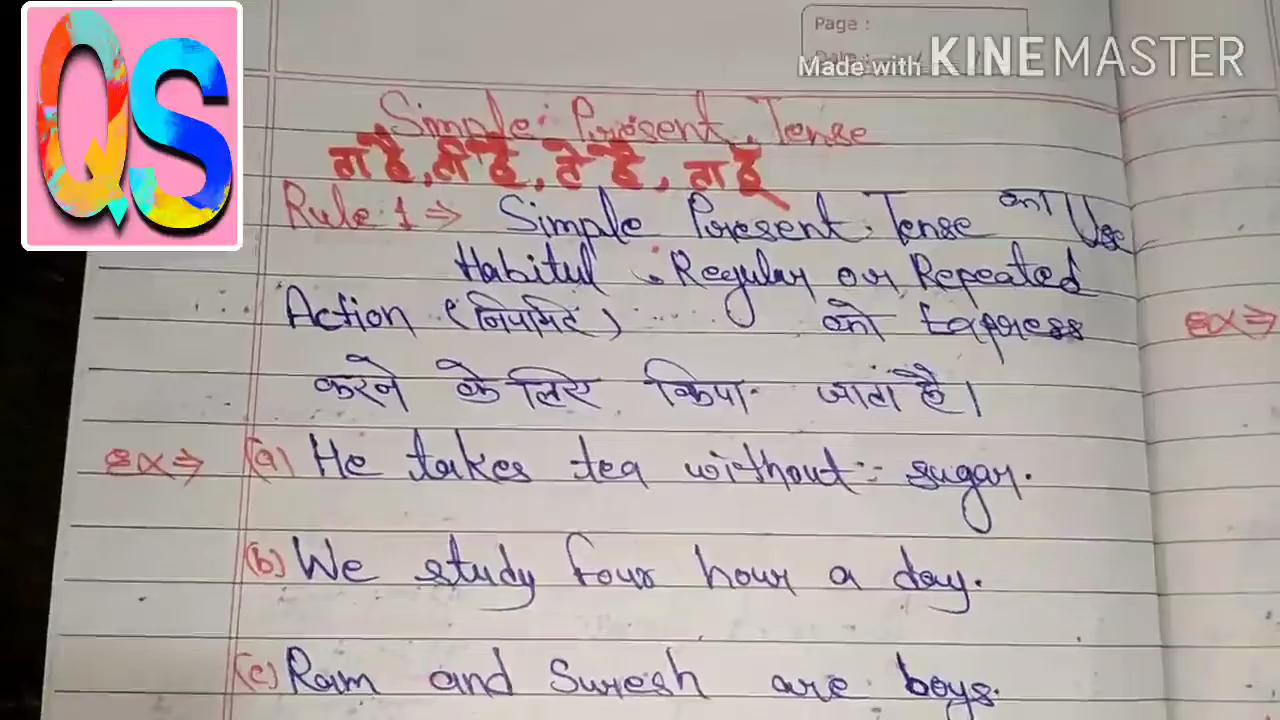 QS
Page :
Made with KINEMASTER
Simple Present Tense
ता है, ती है, ते है, ता हूँ
Rule 1 ⇒ Simple Present Tense का Use
Habitul , Regular or Repeated
Action (नियमित) को Express
करने के लिए किया जाता है।
ex ⇒
ex ⇒ (a) He takes tea without sugar.
(b) We study four hour a day.
(c) Ram and Suresh are boys.